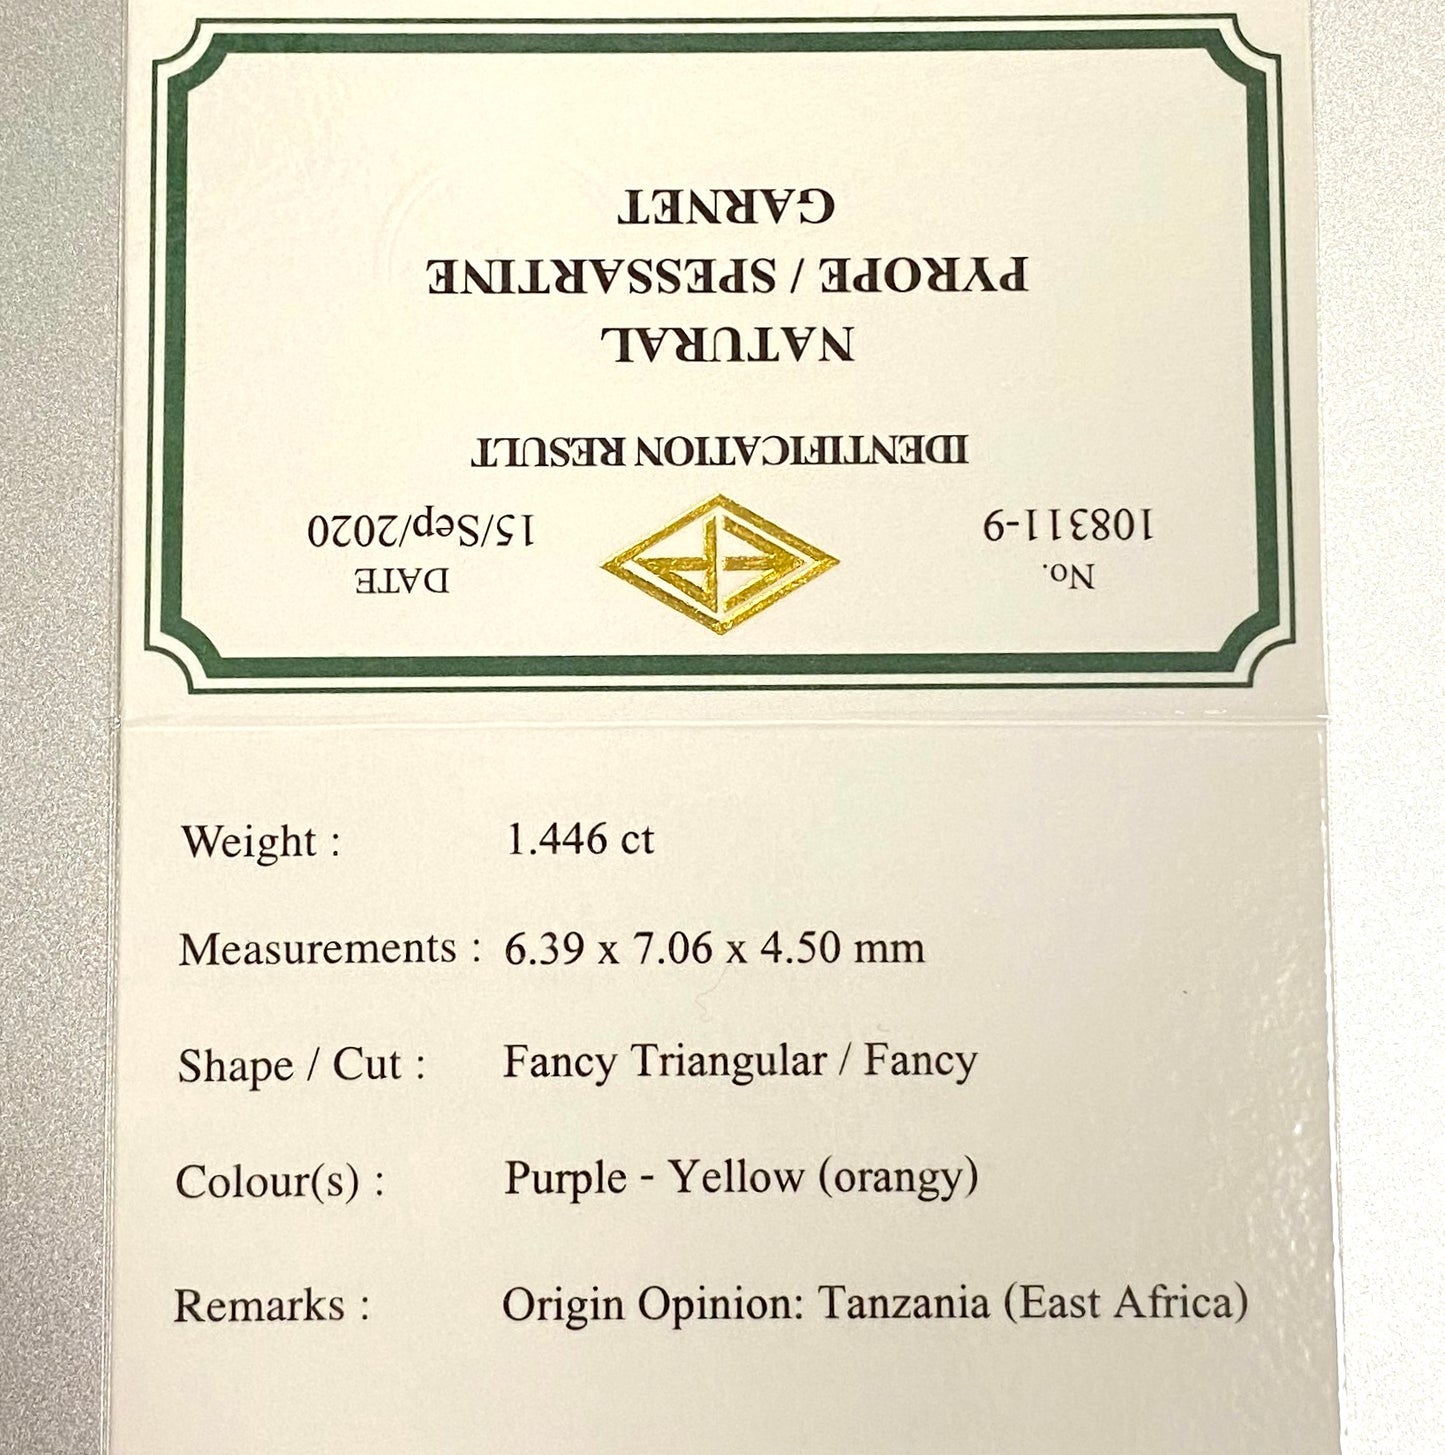 No.
108311-9
DATE
15/Sep/2020
IDENTIFICATION RESULT
NATURAL
PYROPE / SPESSARTINE
GARNET
Weight : 1.446 ct
Measurements : 6.39 x 7.06 x 4.50 mm
Shape / Cut : Fancy Triangular / Fancy
Colour(s) : Purple - Yellow (orangy)
Remarks : Origin Opinion: Tanzania (East Africa)